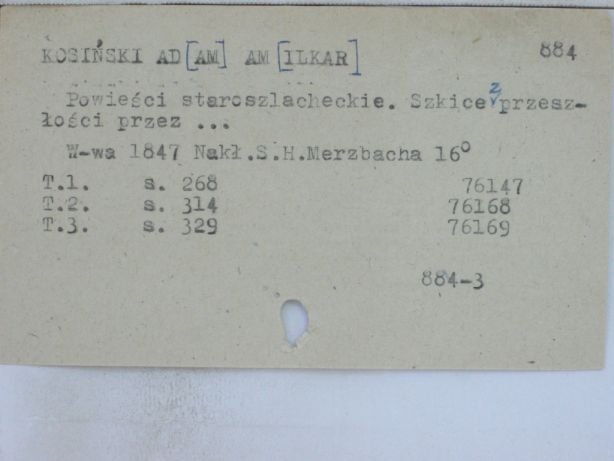 KOSIŃSKI AD[AM] AM[ILKAR] 884
Powieści staroszlacheckie. Szkice z przesz-
łości przez ...
W-wa 1847 Nakł.S.H.Merzbacha 16°
T.1. s. 268 76147
T.2. s. 314 76168
T.3. s. 329 76169
884-3